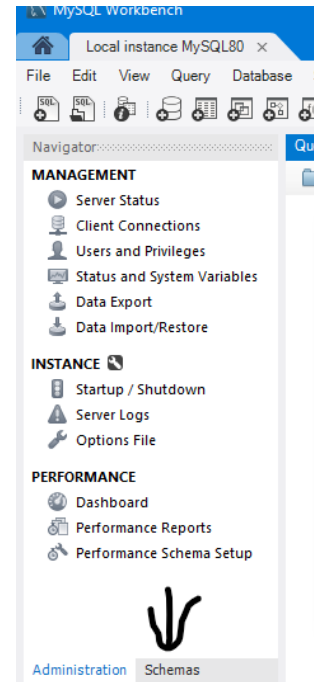 MySQL Workbench
Local instance MySQL80 ×
File Edit View Query Database
SQL SQL
Navigator
MANAGEMENT
Server Status
Client Connections
Users and Privileges
Status and System Variables
Data Export
Data Import/Restore
INSTANCE
Startup / Shutdown
Server Logs
Options File
PERFORMANCE
Dashboard
Performance Reports
Performance Schema Setup
Administration Schemas